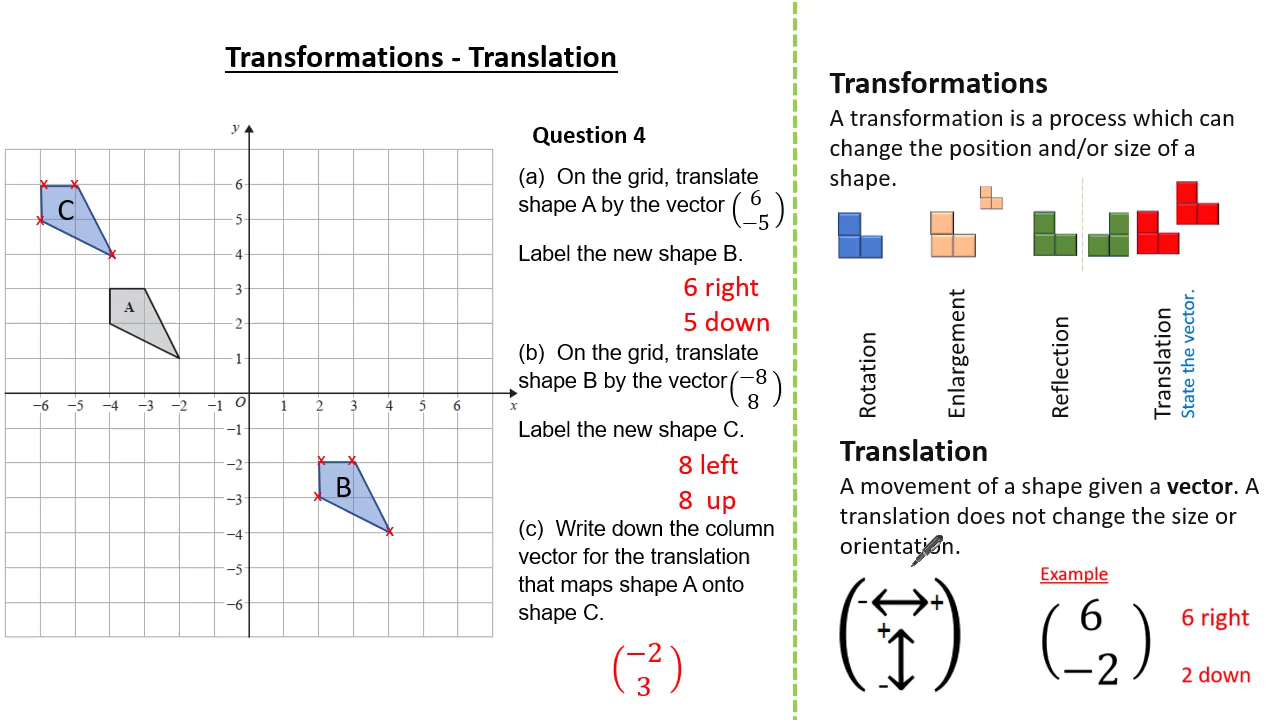 Transformations - Translation
y
6
5
4
3
2
1
−6 −5 −4 −3 −2 −1 O 1 2 3 4 5 6 x
−1
−2
−3
−4
−5
−6
C
A
B
Question 4
(a) On the grid, translate
shape A by the vector (6
−5)
Label the new shape B.
6 right
5 down
(b) On the grid, translate
shape B by the vector (−8
8)
Label the new shape C.
8 left
8 up
(c) Write down the column
vector for the translation
that maps shape A onto
shape C.
(−2
3)
Transformations
A transformation is a process which can
change the position and/or size of a
shape.
Rotation
Enlargement
Reflection
Translation
State the vector.
Translation
A movement of a shape given a vector. A
translation does not change the size or
orientation.
- +
+
-
Example
(6
−2)
6 right
2 down